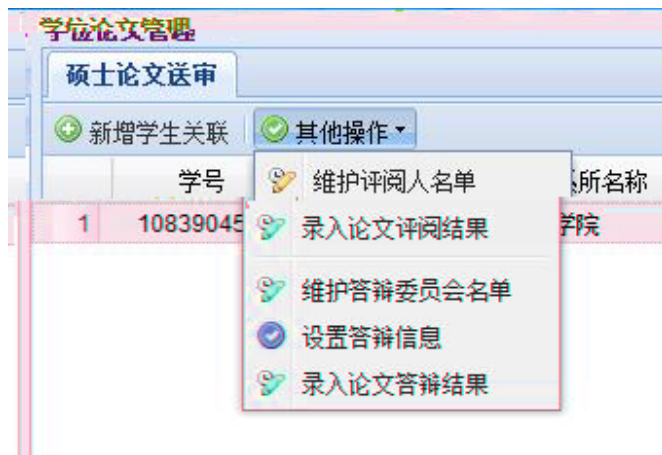 学位论文管理
硕士论文送审
新增学生关联 其他操作
学号 所名称
1 10839045 学院
维护评阅人名单
录入论文评阅结果
维护答辩委员会名单
设置答辩信息
录入论文答辩结果